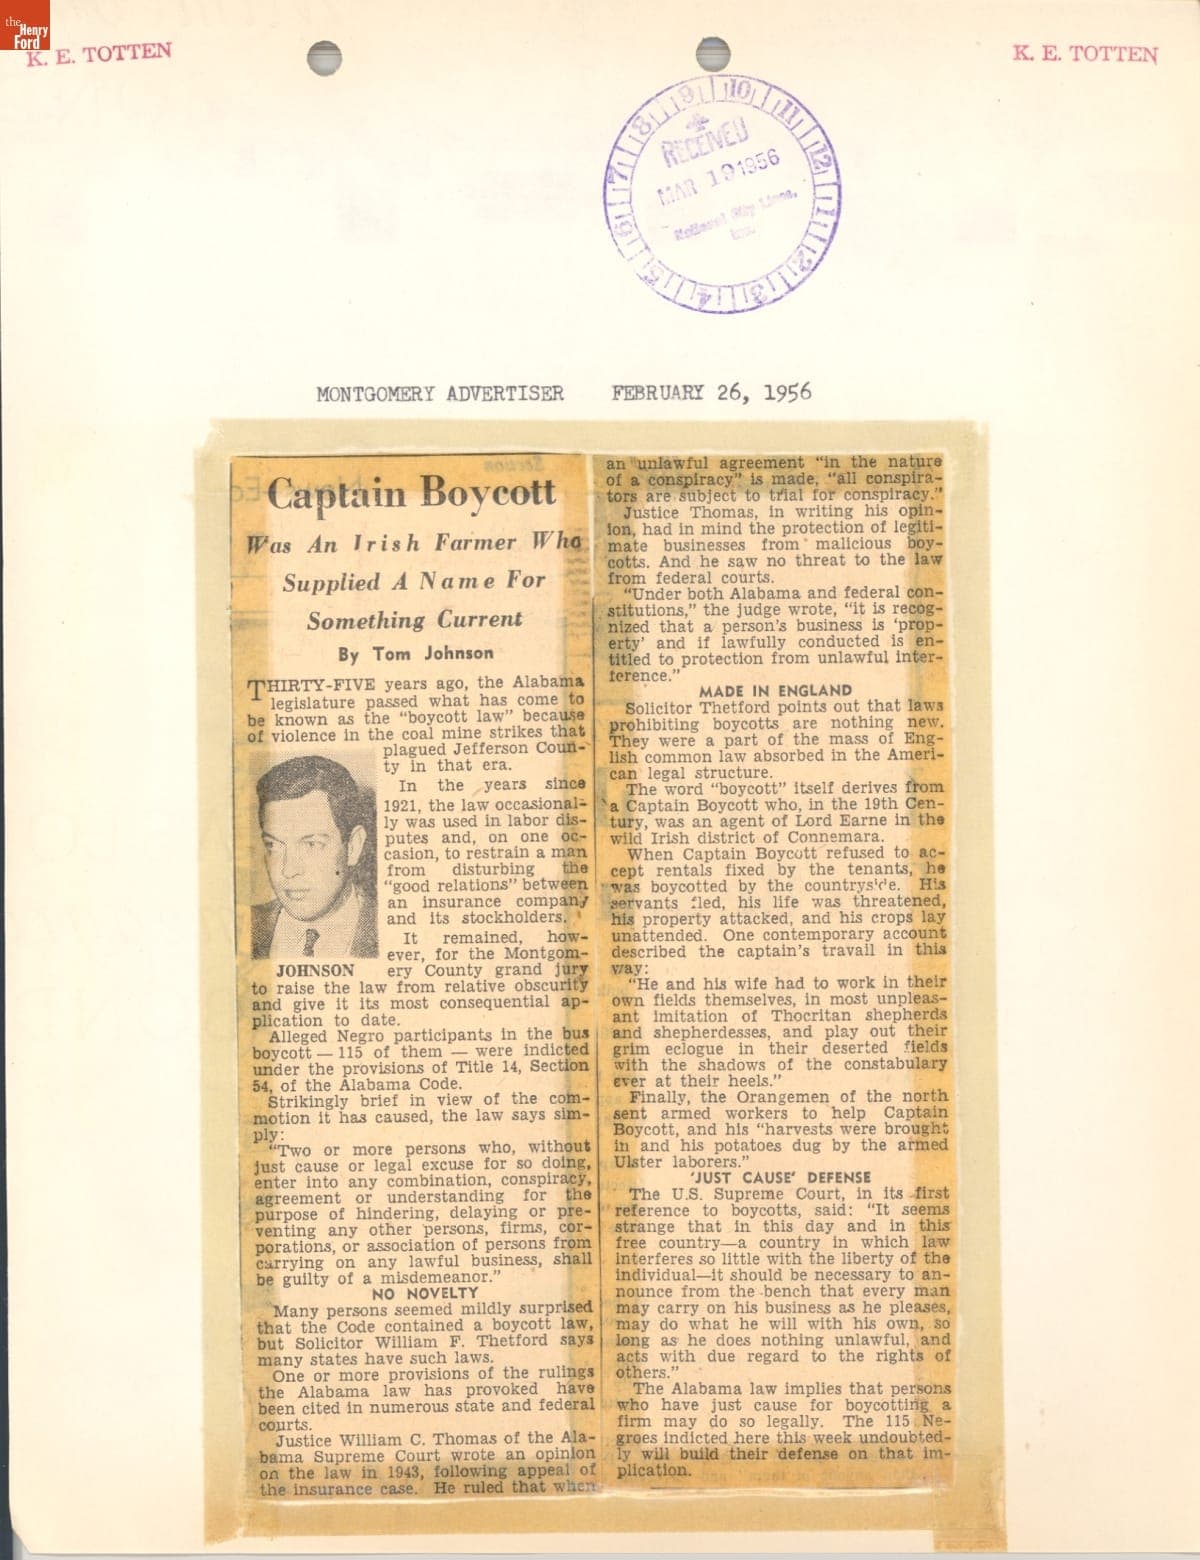 the
Henry
Ford
K. E. TOTTEN
K. E. TOTTEN
9 10 11 12 1 2 3 4 5 6 7 8
RECEIVED
MAR 19 1956
National City Lines,
Inc.
MONTGOMERY ADVERTISER FEBRUARY 26, 1956
Captain Boycott
Was An Irish Farmer Who
Supplied A Name For
Something Current
By Tom Johnson
THIRTY-FIVE years ago, the Alabama
legislature passed what has come to
be known as the "boycott law" because
of violence in the coal mine strikes that
plagued Jefferson Coun-
ty in that era.
In the years since
1921, the law occasional-
ly was used in labor dis-
putes and, on one oc-
casion, to restrain a man
from disturbing the
"good relations" between
an insurance company
and its stockholders.
It remained, how-
ever, for the Montgom-
JOHNSON ery County grand jury
to raise the law from relative obscurity
and give it its most consequential ap-
plication to date.
Alleged Negro participants in the bus
boycott — 115 of them — were indicted
under the provisions of Title 14, Section
54, of the Alabama Code.
Strikingly brief in view of the com-
motion it has caused, the law says sim-
ply:
"Two or more persons who, without
just cause or legal excuse for so doing,
enter into any combination, conspiracy,
agreement or understanding for the
purpose of hindering, delaying or pre-
venting any other persons, firms, cor-
porations, or association of persons from
carrying on any lawful business, shall
be guilty of a misdemeanor."
NO NOVELTY
Many persons seemed mildly surprised
that the Code contained a boycott law,
but Solicitor William F. Thetford says
many states have such laws.
One or more provisions of the rulings
the Alabama law has provoked have
been cited in numerous state and federal
courts.
Justice William C. Thomas of the Ala-
bama Supreme Court wrote an opinion
on the law in 1943, following appeal of
the insurance case. He ruled that when
an unlawful agreement "in the nature
of a conspiracy" is made, "all conspira-
tors are subject to trial for conspiracy."
Justice Thomas, in writing his opin-
ion, had in mind the protection of legiti-
mate businesses from malicious boy-
cotts. And he saw no threat to the law
from federal courts.
"Under both Alabama and federal con-
stitutions," the judge wrote, "it is recog-
nized that a person's business is 'prop-
erty' and if lawfully conducted is en-
titled to protection from unlawful inter-
ference."
MADE IN ENGLAND
Solicitor Thetford points out that laws
prohibiting boycotts are nothing new.
They were a part of the mass of Eng-
lish common law absorbed in the Ameri-
can legal structure.
The word "boycott" itself derives from
a Captain Boycott who, in the 19th Cen-
tury, was an agent of Lord Earne in the
wild Irish district of Connemara.
When Captain Boycott refused to ac-
cept rentals fixed by the tenants, he
was boycotted by the countryside. His
servants fled, his life was threatened,
his property attacked, and his crops lay
unattended. One contemporary account
described the captain's travail in this
way:
"He and his wife had to work in their
own fields themselves, in most unpleas-
ant imitation of Thocritan shepherds
and shepherdesses, and play out their
grim eclogue in their deserted fields
with the shadows of the constabulary
ever at their heels."
Finally, the Orangemen of the north
sent armed workers to help Captain
Boycott, and his "harvests were brought
in and his potatoes dug by the armed
Ulster laborers."
'JUST CAUSE' DEFENSE
The U.S. Supreme Court, in its first
reference to boycotts, said: "It seems
strange that in this day and in this
free country—a country in which law
interferes so little with the liberty of the
individual—it should be necessary to an-
nounce from the bench that every man
may carry on his business as he pleases,
may do what he will with his own, so
long as he does nothing unlawful, and
acts with due regard to the rights of
others."
The Alabama law implies that persons
who have just cause for boycotting a
firm may do so legally. The 115 Ne-
groes indicted here this week undoubted-
ly will build their defense on that im-
plication.